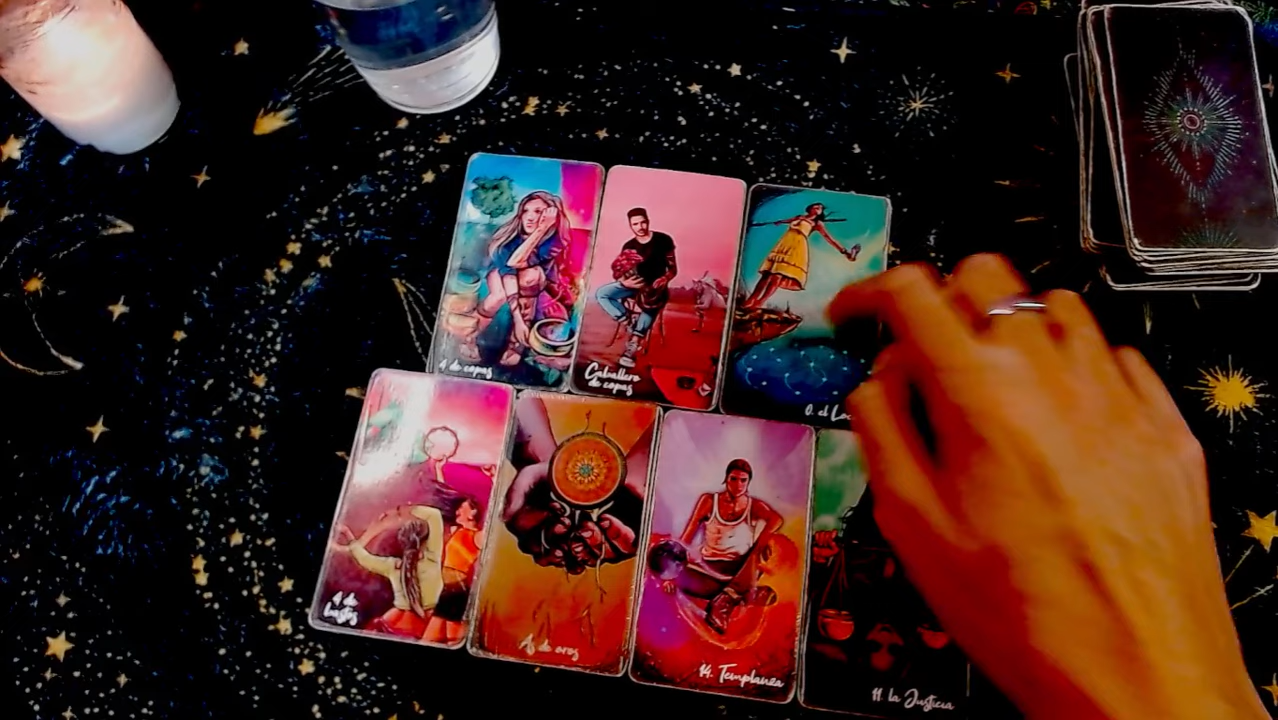 4 de copas
Caballero
de copas
0. el Loc
4 de
bastos
As de oros
14. Templanza
11. la Justicia